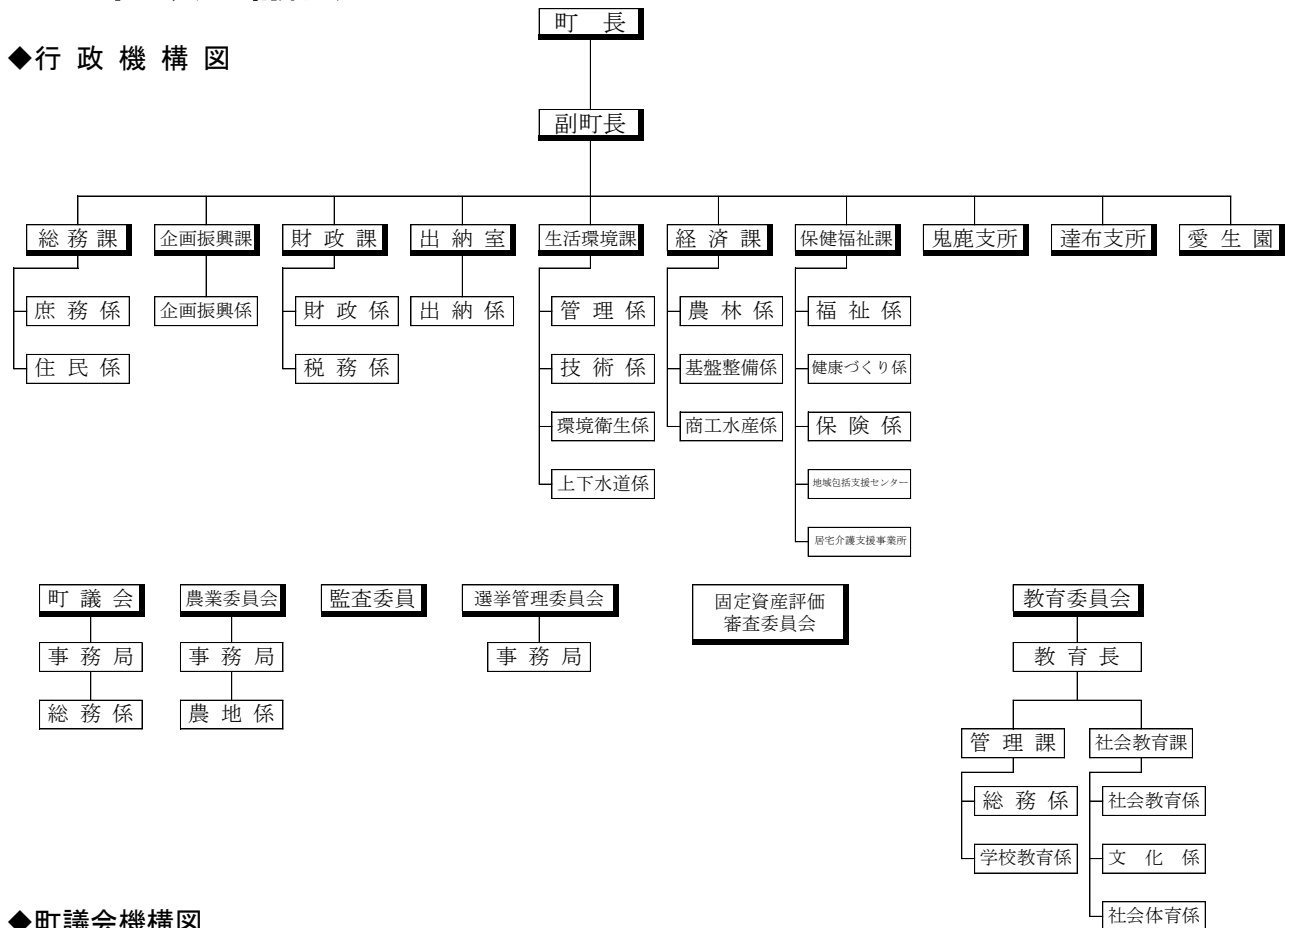 町 長
◆行 政 機 構 図
副町長
総 務 課
企画振興課
財 政 課
出 納 室
生活環境課
経 済 課
保健福祉課
鬼鹿支所
達布支所
愛 生 園
庶 務 係
企画振興係
財 政 係
出 納 係
管 理 係
農 林 係
福 祉 係
住 民 係
税 務 係
技 術 係
基盤整備係
健康づくり係
環境衛生係
商工水産係
保 険 係
上下水道係
地域包括支援センター
居宅介護支援事業所
町 議 会
農業委員会
監査委員
選挙管理委員会
固定資産評価
審査委員会
教育委員会
事 務 局
事 務 局
事 務 局
教 育 長
総 務 係
農 地 係
管 理 課
社会教育課
総 務 係
社会教育係
学校教育係
文 化 係
社会体育係
◆町議会機構図